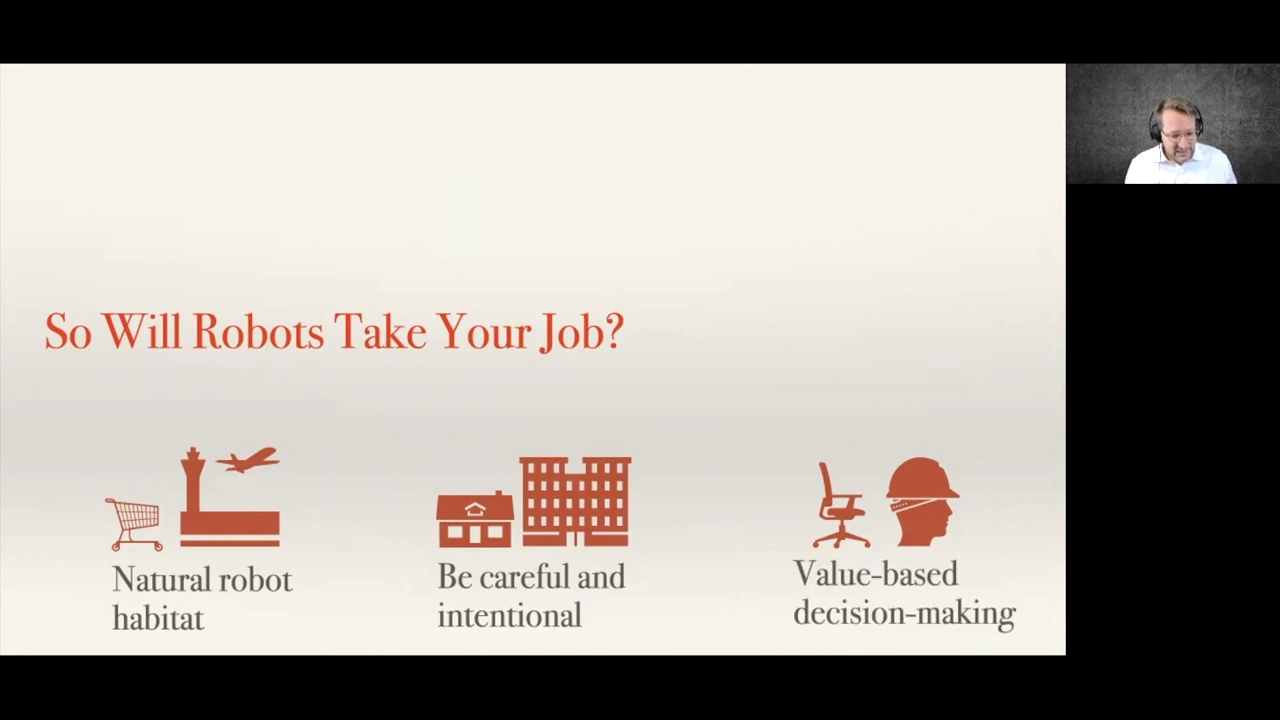 So Will Robots Take Your Job?
Natural robot
habitat
Be careful and
intentional
Value-based
decision-making